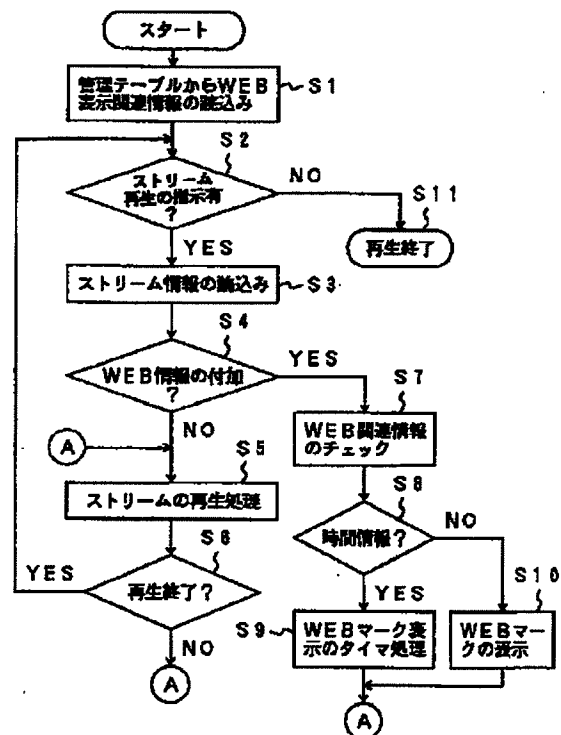 スタート
管理テーブルからWEB
表示関連情報の読込み
S1
S2
ストリーム
再生の指示有
?
NO
S11
再生終了
YES
ストリーム情報の読込み
S3
S4
WEB情報の付加
?
YES
NO
A
S5
ストリームの再生処理
S6
再生終了?
YES
NO
A
S7
WEB関連情報
のチェック
S8
時間情報?
NO
YES
S9
WEBマーク表
示のタイマ処理
S10
WEBマー
クの表示
A